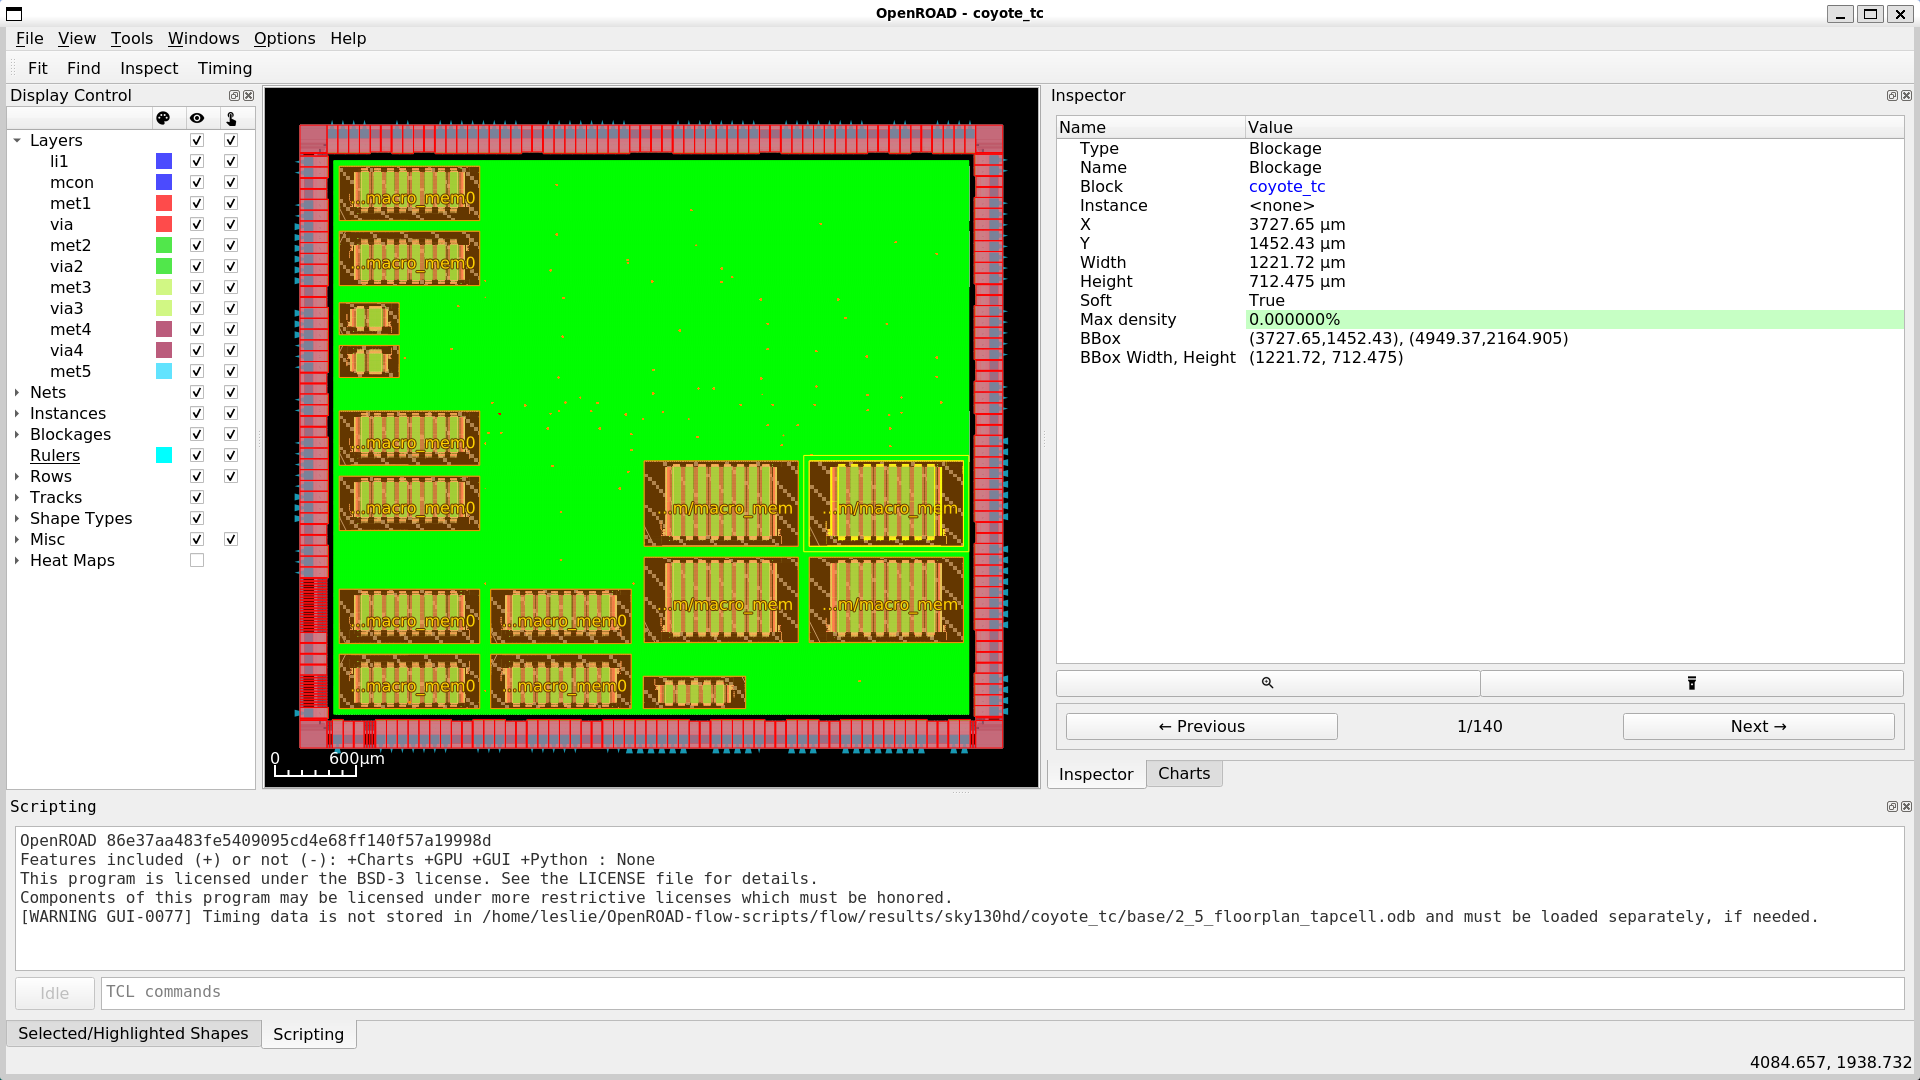 OpenROAD - coyote_tc
File View Tools Windows Options Help
Fit Find Inspect Timing
Display Control
Layers
li1
mcon
met1
via
met2
via2
met3
via3
met4
via4
met5
Nets
Instances
Blockages
Rulers
Rows
Tracks
Shape Types
Misc
Heat Maps
...macro_mem0
...macro_mem0
...macro_mem0
...macro_mem0
...m/macro_mem ...m/macro_mem
...m/macro_mem ...m/macro_mem
...macro_mem0 ...macro_mem0
...macro_mem0 ...macro_mem0
0 600μm
Inspector
Name Value
Type Blockage
Name Blockage
Block coyote_tc
Instance <none>
X 3727.65 μm
Y 1452.43 μm
Width 1221.72 μm
Height 712.475 μm
Soft True
Max density 0.000000%
BBox (3727.65,1452.43), (4949.37,2164.905)
BBox Width, Height (1221.72, 712.475)
← Previous 1/140 Next →
Inspector Charts
Scripting
OpenROAD 86e37aa483fe5409095cd4e68ff140f57a19998d
Features included (+) or not (-): +Charts +GPU +GUI +Python : None
This program is licensed under the BSD-3 license. See the LICENSE file for details.
Components of this program may be licensed under more restrictive licenses which must be honored.
[WARNING GUI-0077] Timing data is not stored in /home/leslie/OpenROAD-flow-scripts/flow/results/sky130hd/coyote_tc/base/2_5_floorplan_tapcell.odb and must be loaded separately, if needed.
Idle TCL commands
Selected/Highlighted Shapes Scripting
4084.657, 1938.732